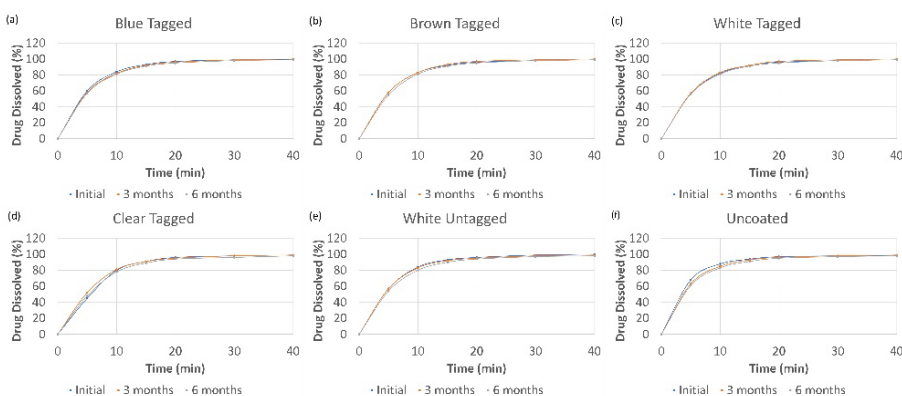 (a) Blue Tagged
Drug Dissolved (%)
120
100
80
60
40
20
0
0 10 20 30 40
Time (min)
Initial 3 months 6 months
(b) Brown Tagged
Drug Dissolved (%)
120
100
80
60
40
20
0
0 10 20 30 40
Time (min)
Initial 3 months 6 months
(c) White Tagged
Drug Dissolved (%)
120
100
80
60
40
20
0
0 10 20 30 40
Time (min)
Initial 3 months 6 months
(d) Clear Tagged
Drug Dissolved (%)
120
100
80
60
40
20
0
0 10 20 30 40
Time (min)
Initial 3 months 6 months
(e) White Untagged
Drug Dissolved (%)
120
100
80
60
40
20
0
0 10 20 30 40
Time (min)
Initial 3 months 6 months
(f) Uncoated
Drug Dissolved (%)
120
100
80
60
40
20
0
0 10 20 30 40
Time (min)
Initial 3 months 6 months